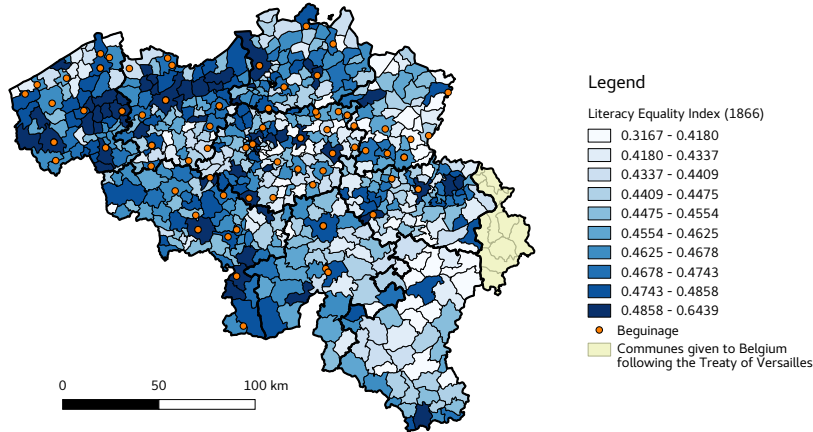 Legend
Literacy Equality Index (1866)
0.3167 - 0.4180
0.4180 - 0.4337
0.4337 - 0.4409
0.4409 - 0.4475
0.4475 - 0.4554
0.4554 - 0.4625
0.4625 - 0.4678
0.4678 - 0.4743
0.4743 - 0.4858
0.4858 - 0.6439
Beguinage
Communes given to Belgium
following the Treaty of Versailles
0 50 100 km